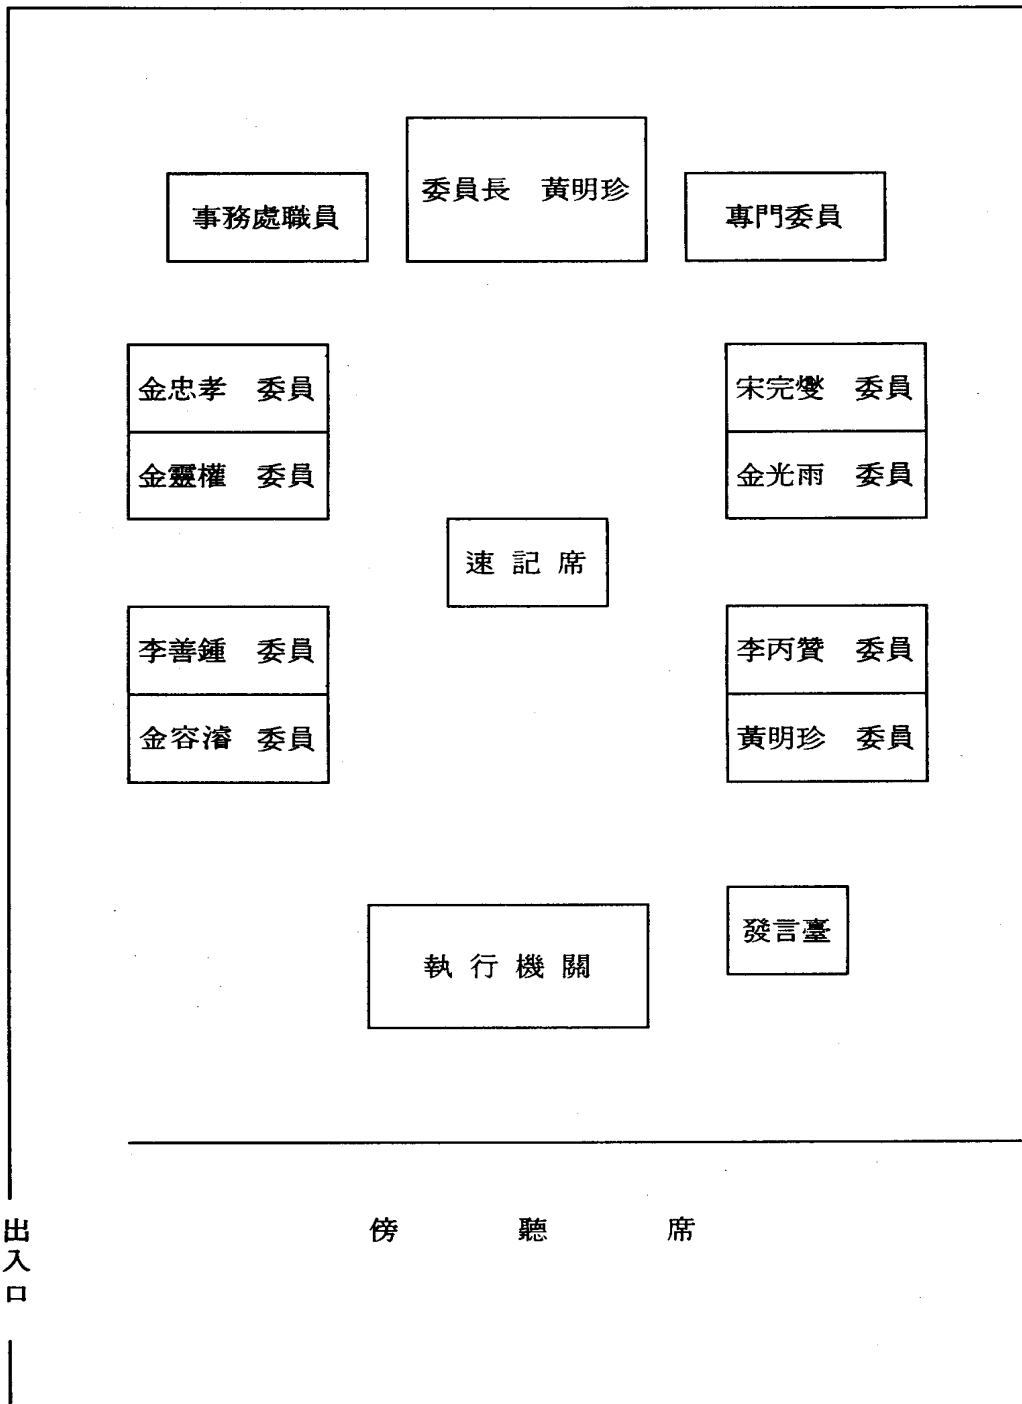 委員長 黃明珍
事務處職員
專門委員
金忠孝 委員
宋完燮 委員
金靈權 委員
金光雨 委員
速記席
李善鍾 委員
李丙贊 委員
金容濬 委員
黃明珍 委員
發言臺
執行機關
傍聽席
出入口